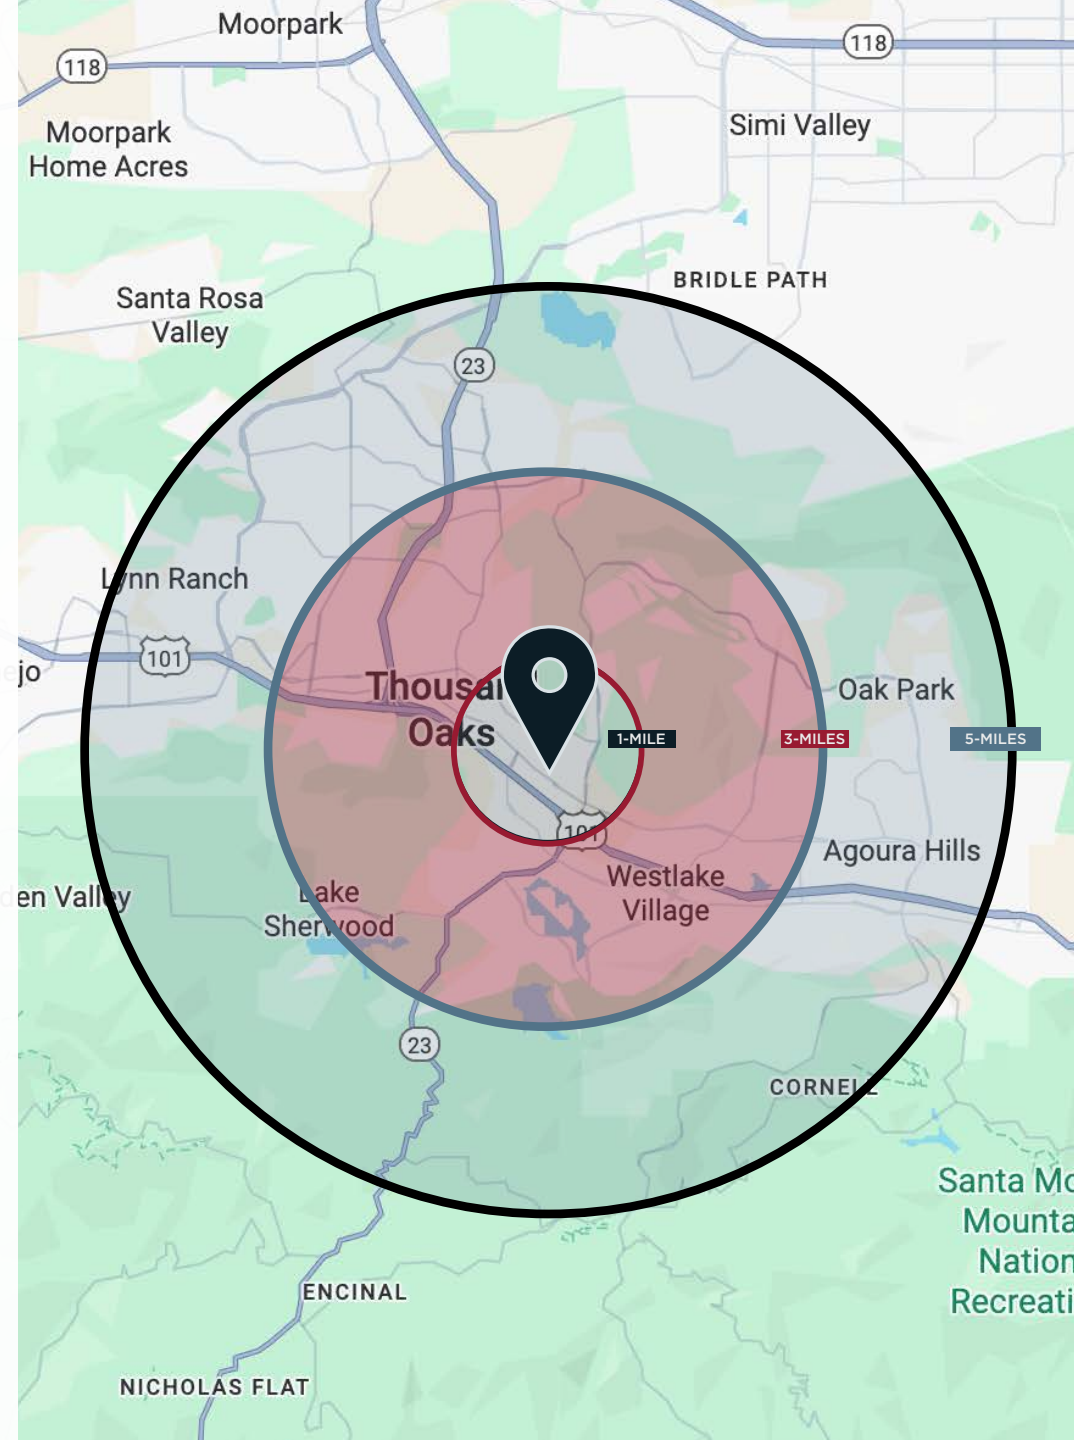 Moorpark
118
118
Simi Valley
Moorpark
Home Acres
BRIDLE PATH
Santa Rosa
Valley
23
Lynn Ranch
101
jo
Thousan
Oaks
Oak Park
1-MILE
3-MILES
5-MILES
101
Agoura Hills
Westlake
Village
en Valley
Lake
Sherwood
23
CORNELL
Santa Mo
Mounta
Nation
Recreati
ENCINAL
NICHOLAS FLAT